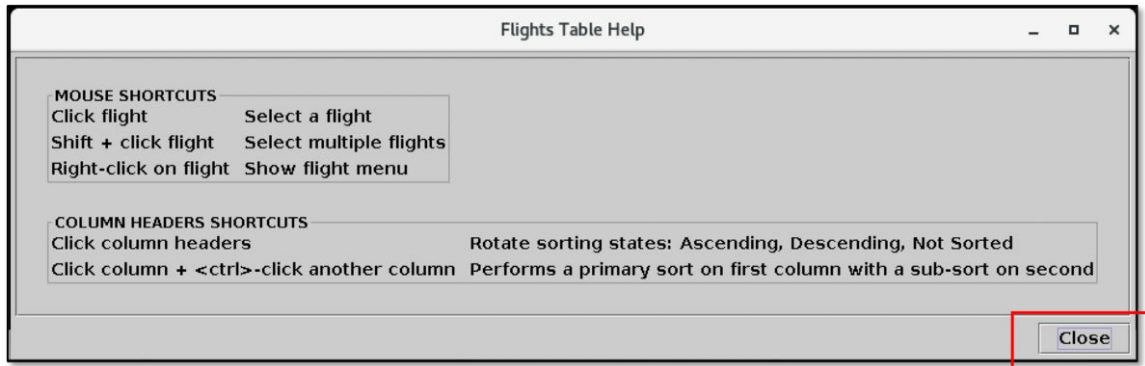 Flights Table Help
MOUSE SHORTCUTS
Click flight Select a flight
Shift + click flight Select multiple flights
Right-click on flight Show flight menu
COLUMN HEADERS SHORTCUTS
Click column headers Rotate sorting states: Ascending, Descending, Not Sorted
Click column + <ctrl>-click another column Performs a primary sort on first column with a sub-sort on second
Close